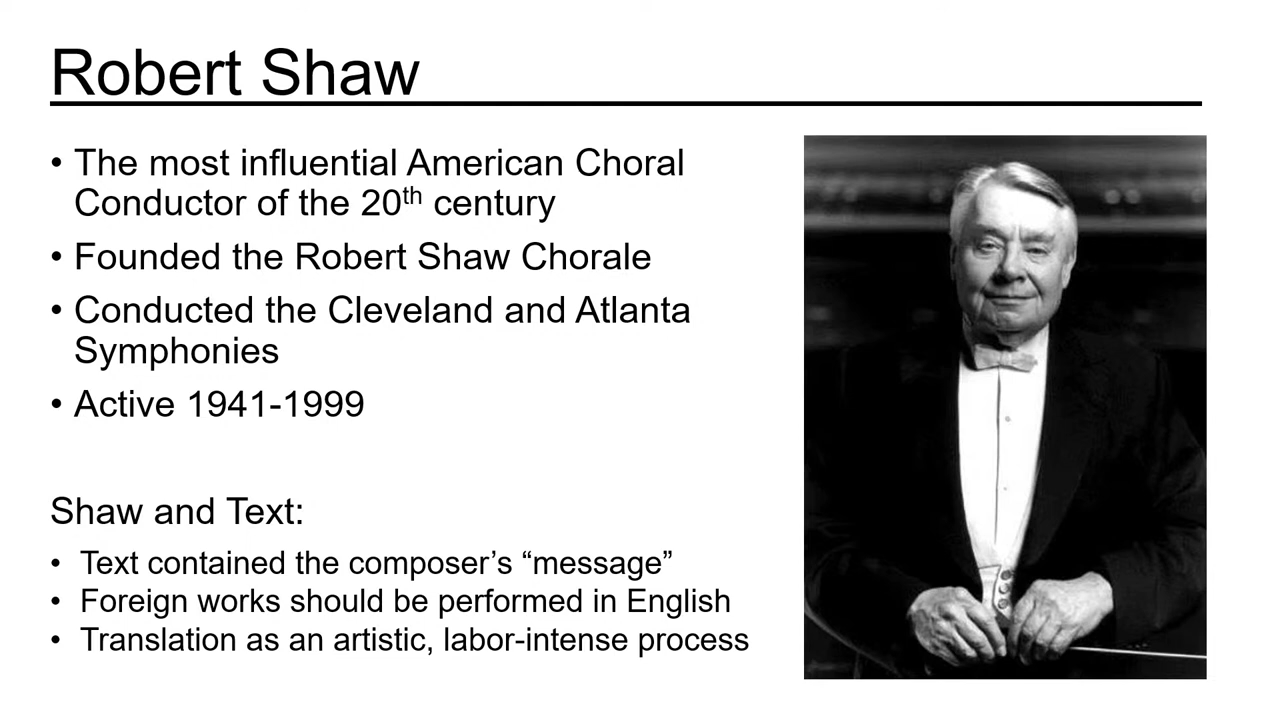 Robert Shaw
• The most influential American Choral
Conductor of the 20th century
• Founded the Robert Shaw Chorale
• Conducted the Cleveland and Atlanta
Symphonies
• Active 1941-1999
Shaw and Text:
• Text contained the composer’s “message”
• Foreign works should be performed in English
• Translation as an artistic, labor-intense process